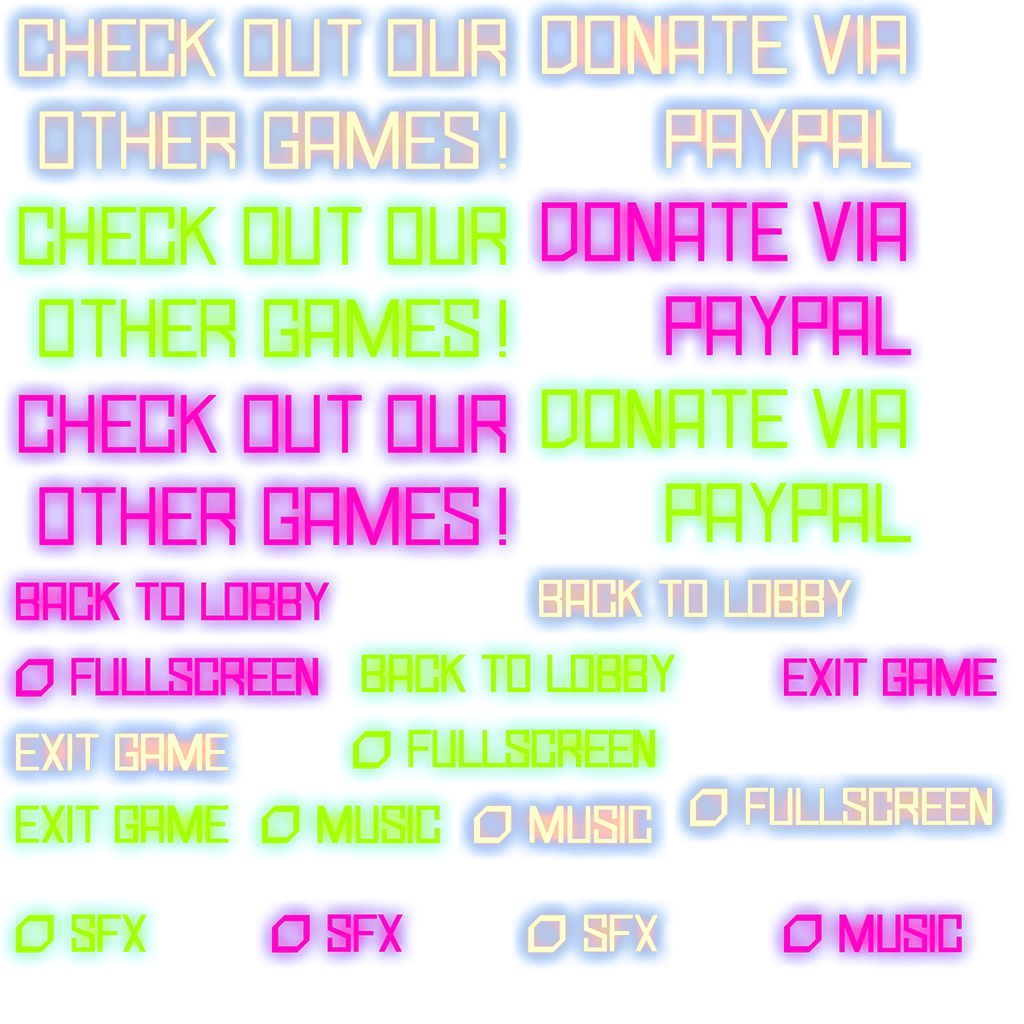 CHECK OUT OUR
OTHER GAMES!
DONATE VIA
PAYPAL
CHECK OUT OUR
OTHER GAMES!
DONATE VIA
PAYPAL
CHECK OUT OUR
OTHER GAMES!
DONATE VIA
PAYPAL
BACK TO LOBBY
BACK TO LOBBY
FULLSCREEN
BACK TO LOBBY
EXIT GAME
EXIT GAME
FULLSCREEN
FULLSCREEN
EXIT GAME
MUSIC
MUSIC
SFX
SFX
SFX
MUSIC